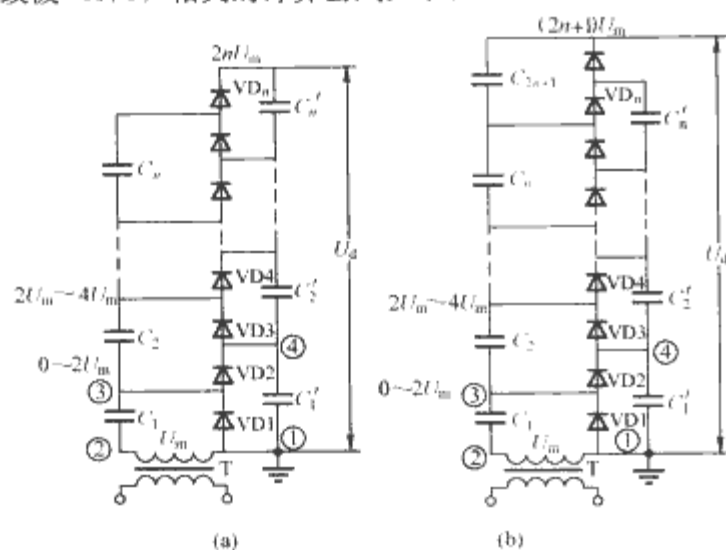 2nUm
VDn
C′n
Cn
Ud
2Um~4Um
VD4
C′2
C2
VD3
④
0~2Um
③
VD2
C1
C′1
VD1
①
②
Um
T
(a)
(2n+1)Um
C2n+1
VDn
C′n
Cn
Ud
2Um~4Um
VD4
C′2
C2
VD3
④
0~2Um
③
VD2
C1
C′1
VD1
①
②
Um
T
(b)